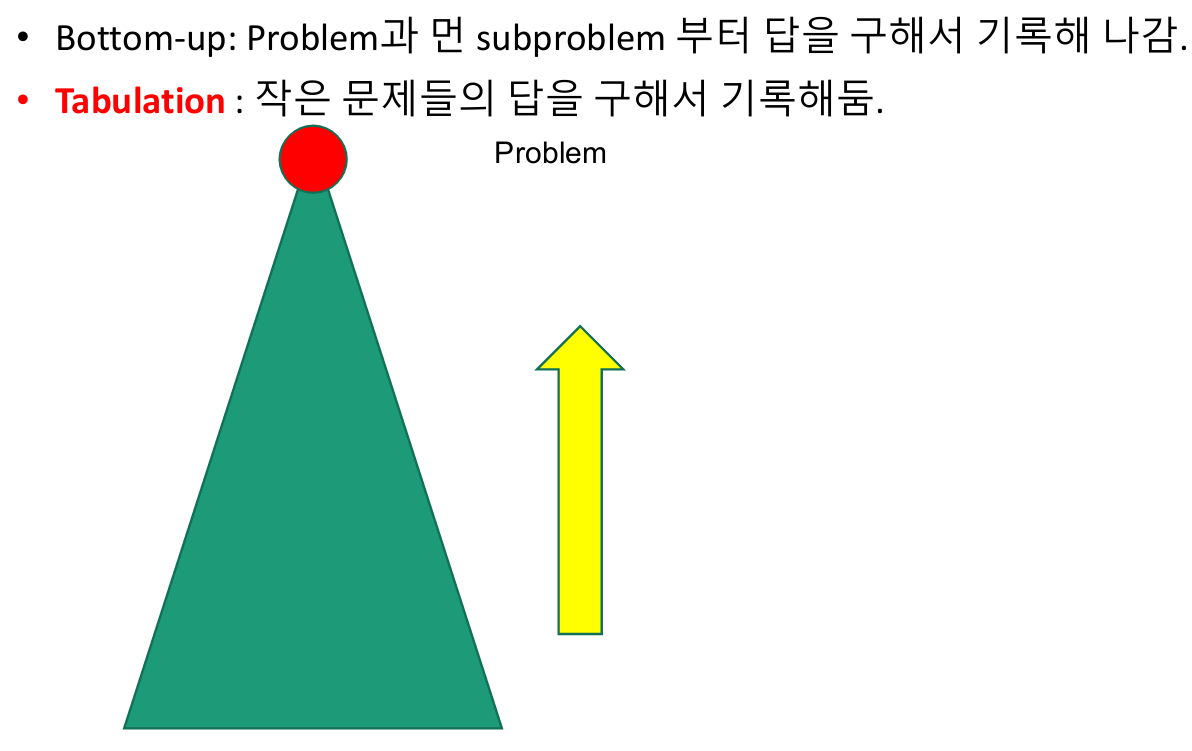 • Bottom-up: Problem과 먼 subproblem 부터 답을 구해서 기록해 나감.
• Tabulation : 작은 문제들의 답을 구해서 기록해둠.
Problem